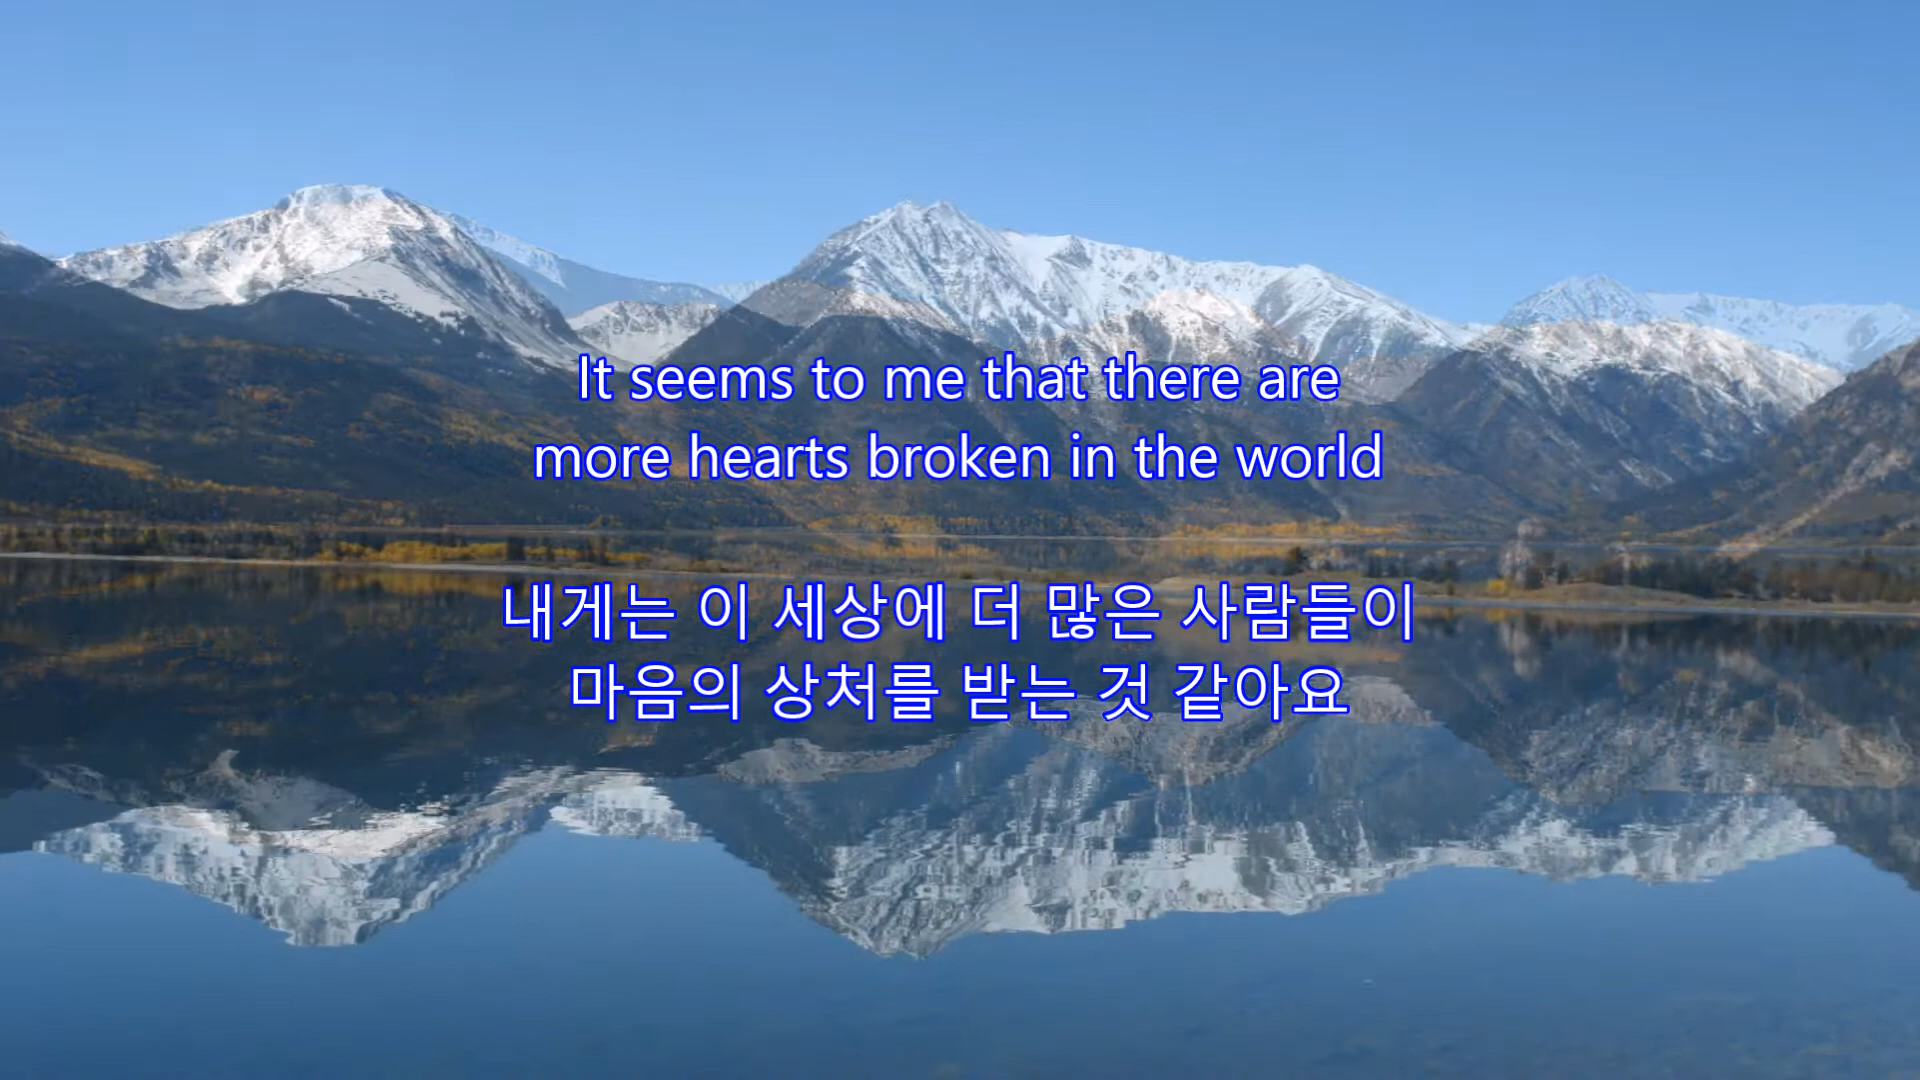 It seems to me that there are
more hearts broken in the world
내게는 이 세상에 더 많은 사람들이
마음의 상처를 받는 것 같아요